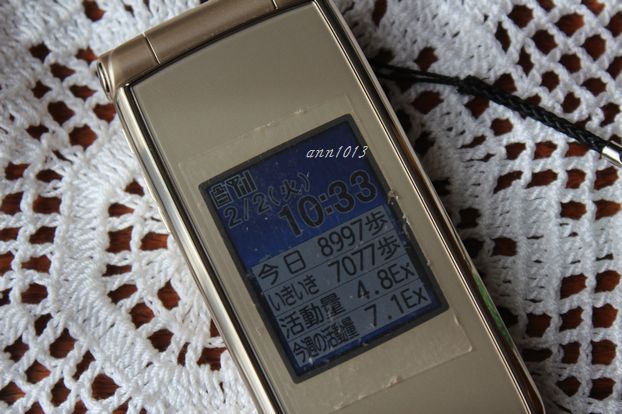 ann1013
2/2(火)
10:33
今日 8997歩
いきいき 7077歩
活動量 4.8Ex
今週の活動量 7.1Ex